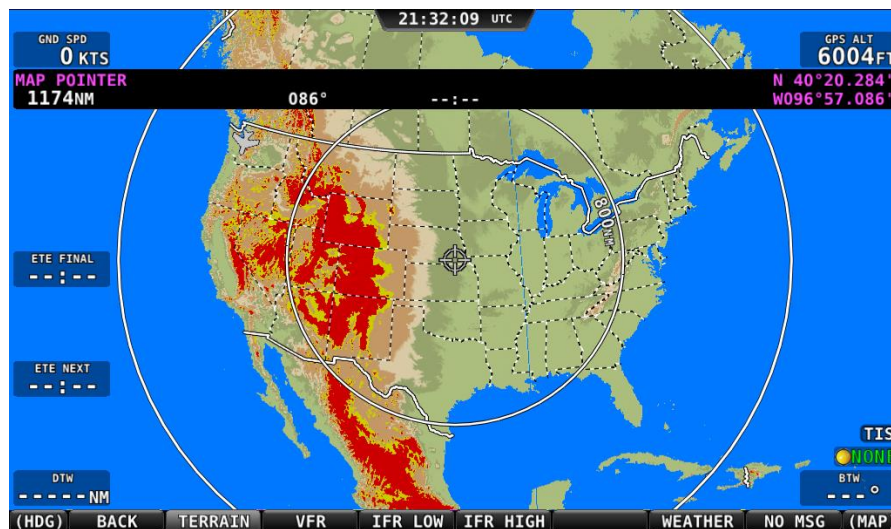 21:32:09 UTC
GND SPD
0 KTS
GPS ALT
6004FT
MAP POINTER
N 40°20.284'
1174NM 086° --:--
W096°57.086'
800NM
ETE FINAL
--:--
ETE NEXT
--:--
TIS
NONE
DTW
-----NM
BTW
---°
(HDG) BACK TERRAIN VFR IFR LOW IFR HIGH WEATHER NO MSG (MAP